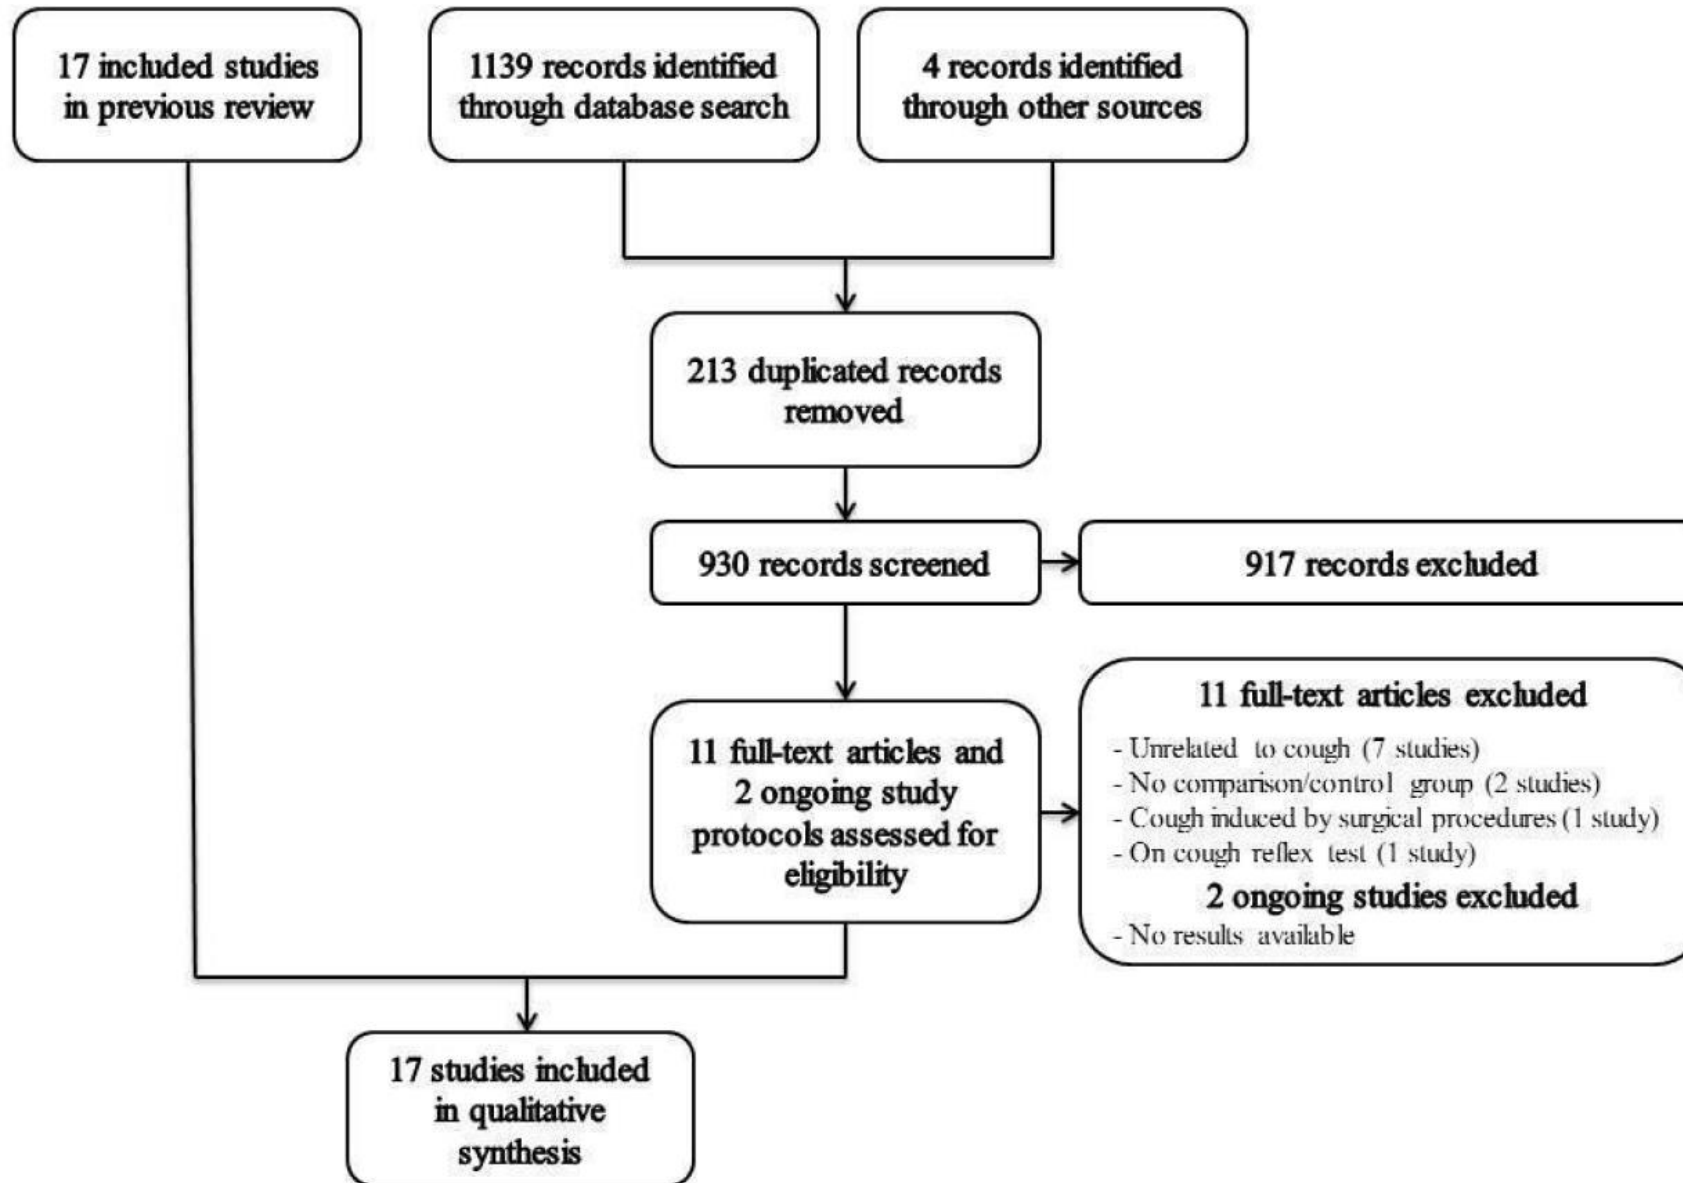 17 included studies
in previous review
1139 records identified
through database search
4 records identified
through other sources
213 duplicated records
removed
930 records screened
917 records excluded
11 full-text articles and
2 ongoing study
protocols assessed for
eligibility
11 full-text articles excluded
- Unrelated to cough (7 studies)
- No comparison/control group (2 studies)
- Cough induced by surgical procedures (1 study)
- On cough reflex test (1 study)
2 ongoing studies excluded
- No results available
17 studies included
in qualitative
synthesis